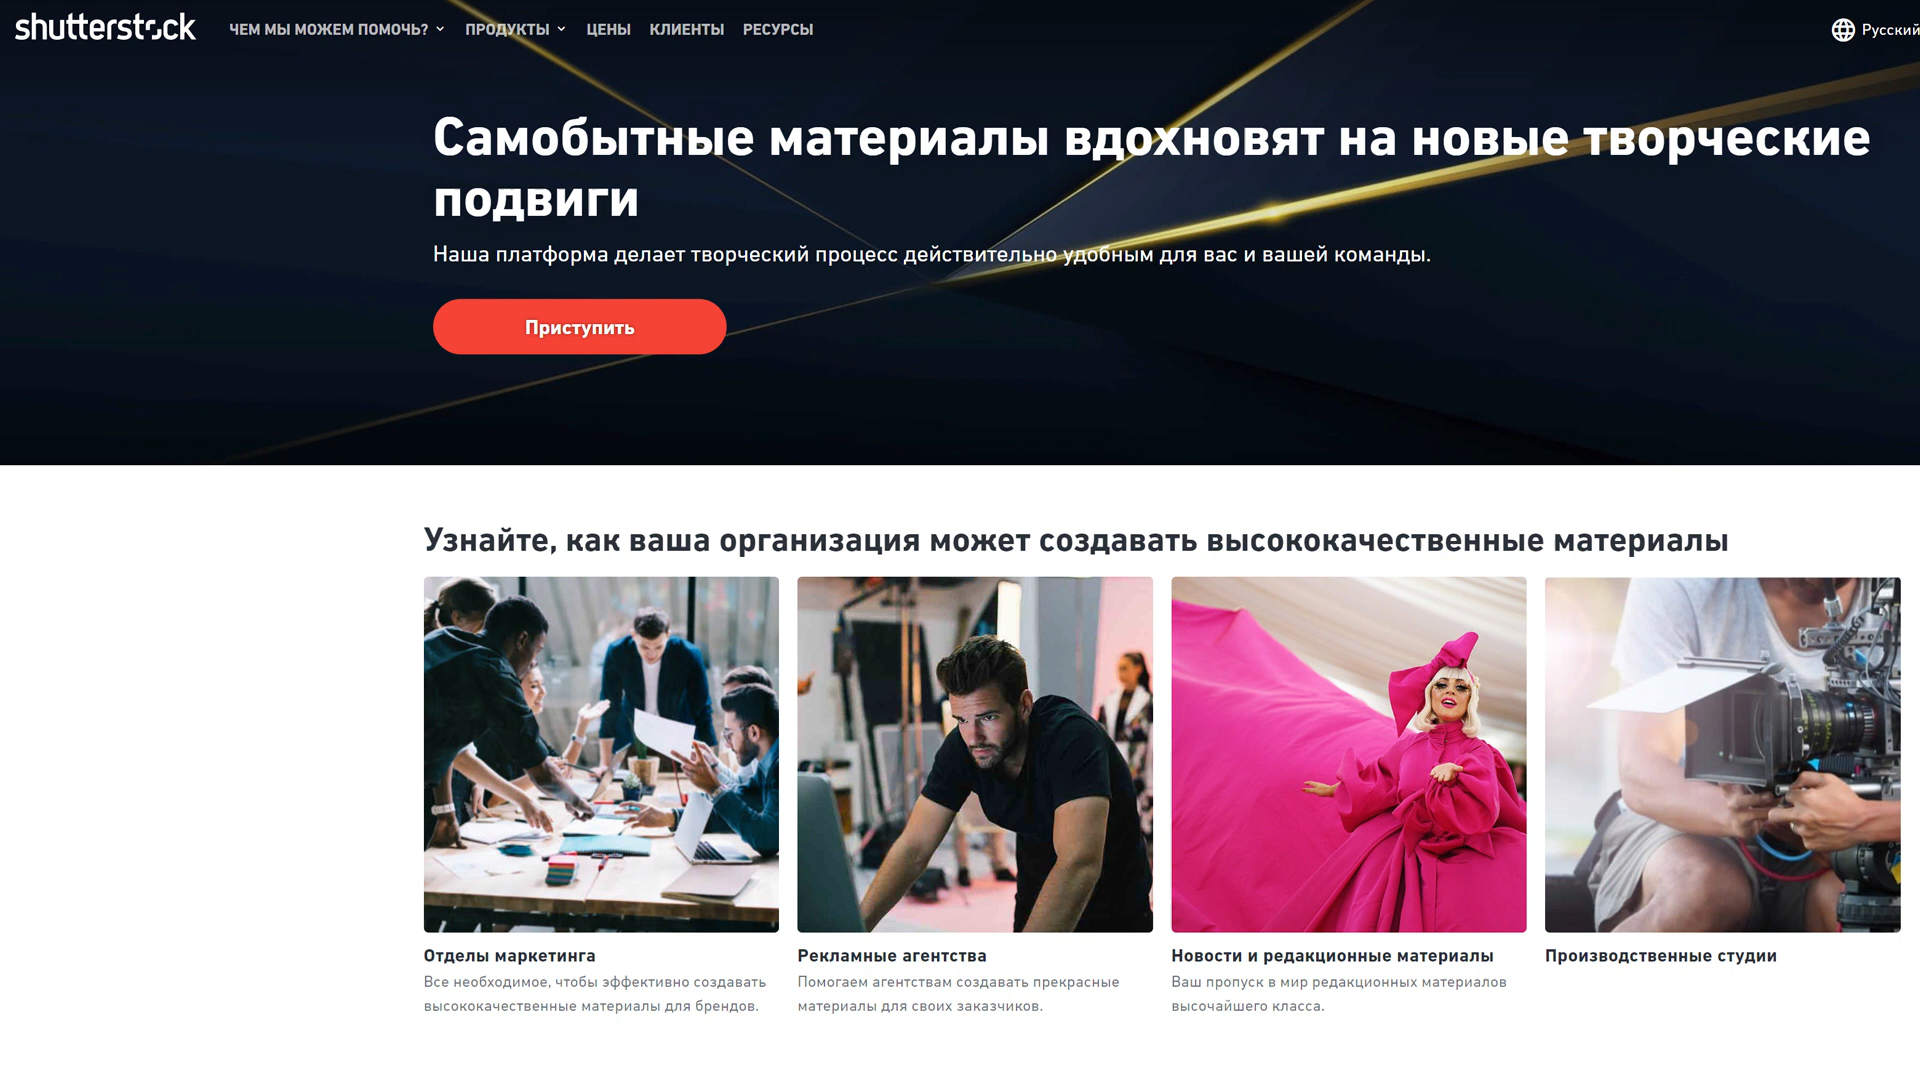 shutterstock
ЧЕМ МЫ МОЖЕМ ПОМОЧЬ?
ПРОДУКТЫ
ЦЕНЫ
КЛИЕНТЫ
РЕСУРСЫ
Русский
Самобытные материалы вдохновят на новые творческие
подвиги
Наша платформа делает творческий процесс действительно удобным для вас и вашей команды.
Приступить
Узнайте, как ваша организация может создавать высококачественные материалы
Отделы маркетинга
Все необходимое, чтобы эффективно создавать
высококачественные материалы для брендов.
Рекламные агентства
Помогаем агентствам создавать прекрасные
материалы для своих заказчиков.
Новости и редакционные материалы
Ваш пропуск в мир редакционных материалов
высочайшего класса.
Производственные студии